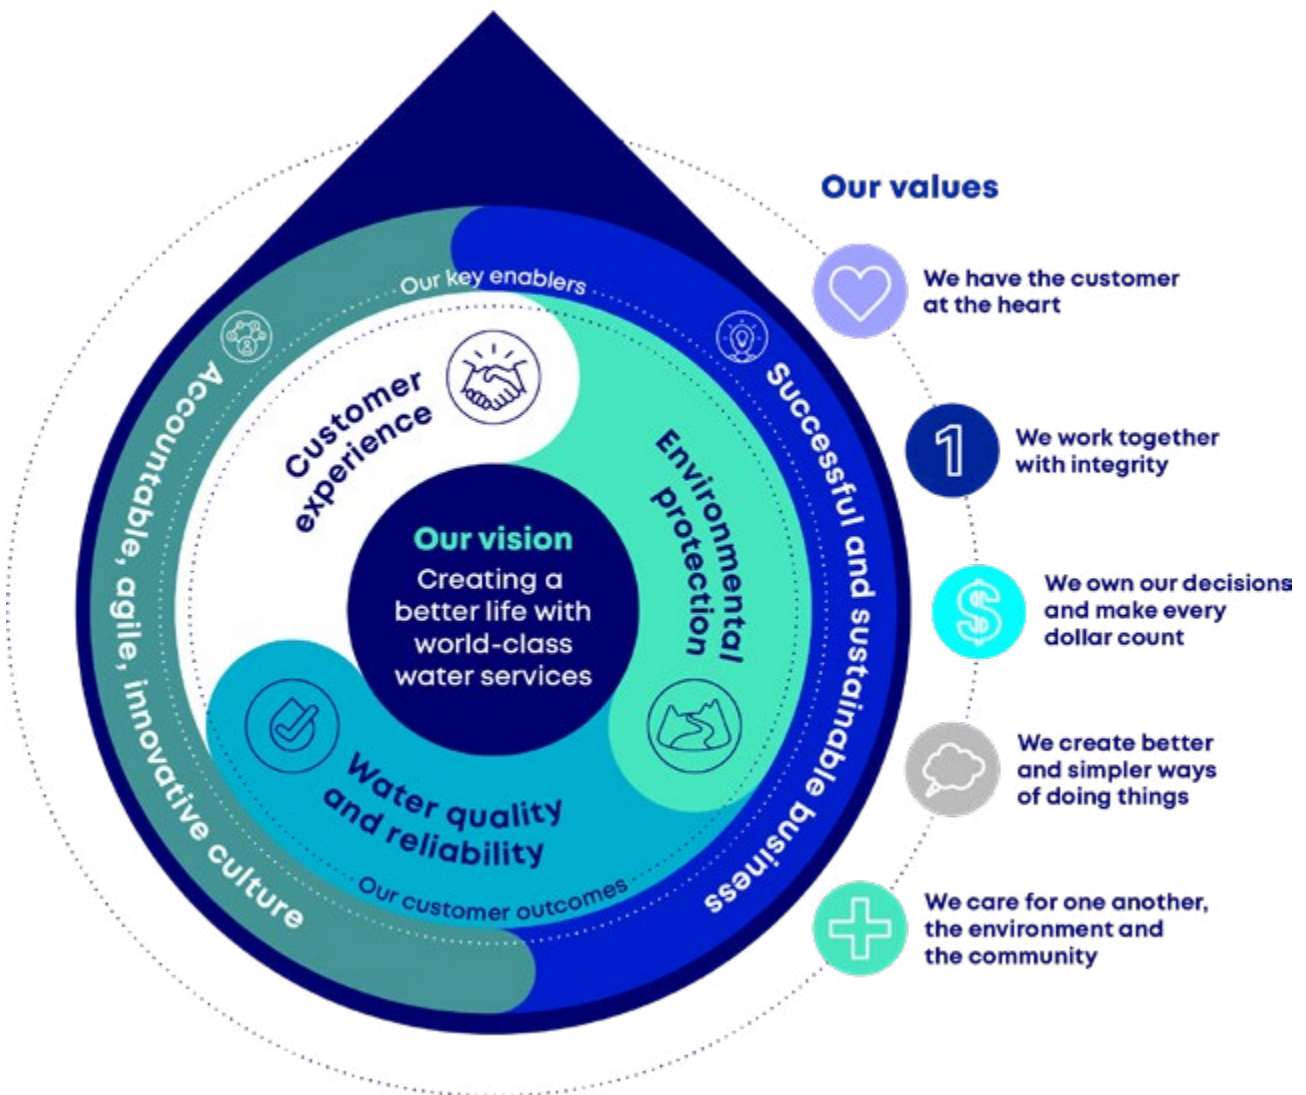 Our values
We have the customer
at the heart
1
We work together
with integrity
$
We own our decisions
and make every
dollar count
We create better
and simpler ways
of doing things
We care for one another,
the environment and
the community
Our key enablers
Accountable, agile, innovative culture
Successful and sustainable business
Customer
experience
Environmental
protection
Water quality
and reliability
Our customer outcomes
Our vision
Creating a
better life with
world-class
water services